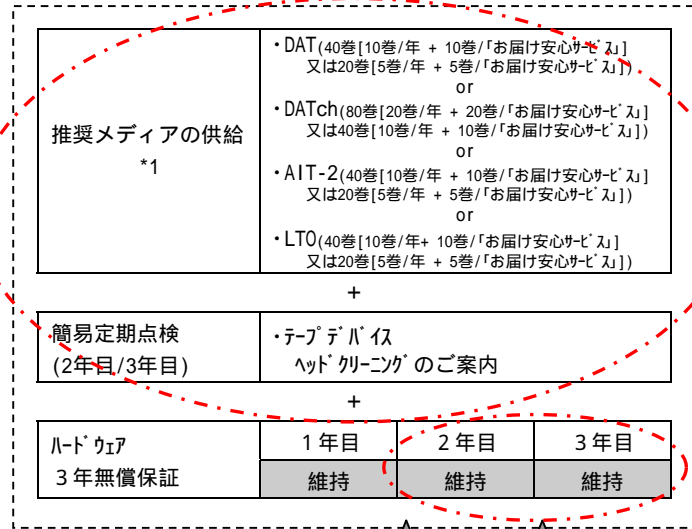 推奨メディアの供給
*1
・DAT(40巻[10巻/年 + 10巻/｢お届け安心ｻｰﾋﾞｽ｣]
又は20巻[5巻/年 + 5巻/｢お届け安心ｻｰﾋﾞｽ｣])
or
・DATch(80巻[20巻/年 + 20巻/｢お届け安心ｻｰﾋﾞｽ｣]
又は40巻[10巻/年 + 10巻/｢お届け安心ｻｰﾋﾞｽ｣])
or
・AIT-2(40巻[10巻/年 + 10巻/｢お届け安心ｻｰﾋﾞｽ｣]
又は20巻[5巻/年 + 5巻/｢お届け安心ｻｰﾋﾞｽ｣])
or
・LTO(40巻[10巻/年+ 10巻/｢お届け安心ｻｰﾋﾞｽ｣]
又は20巻[5巻/年 + 5巻/｢お届け安心ｻｰﾋﾞｽ｣])
+
簡易定期点検
(2年目/3年目)
・ﾃｰﾌﾟﾃﾞﾊﾞｲｽ
ﾍｯﾄﾞｸﾘｰﾆﾝｸﾞのご案内
+
ﾊｰﾄﾞｳｪｱ
３年無償保証
１年目 ２年目 ３年目
維持 維持 維持